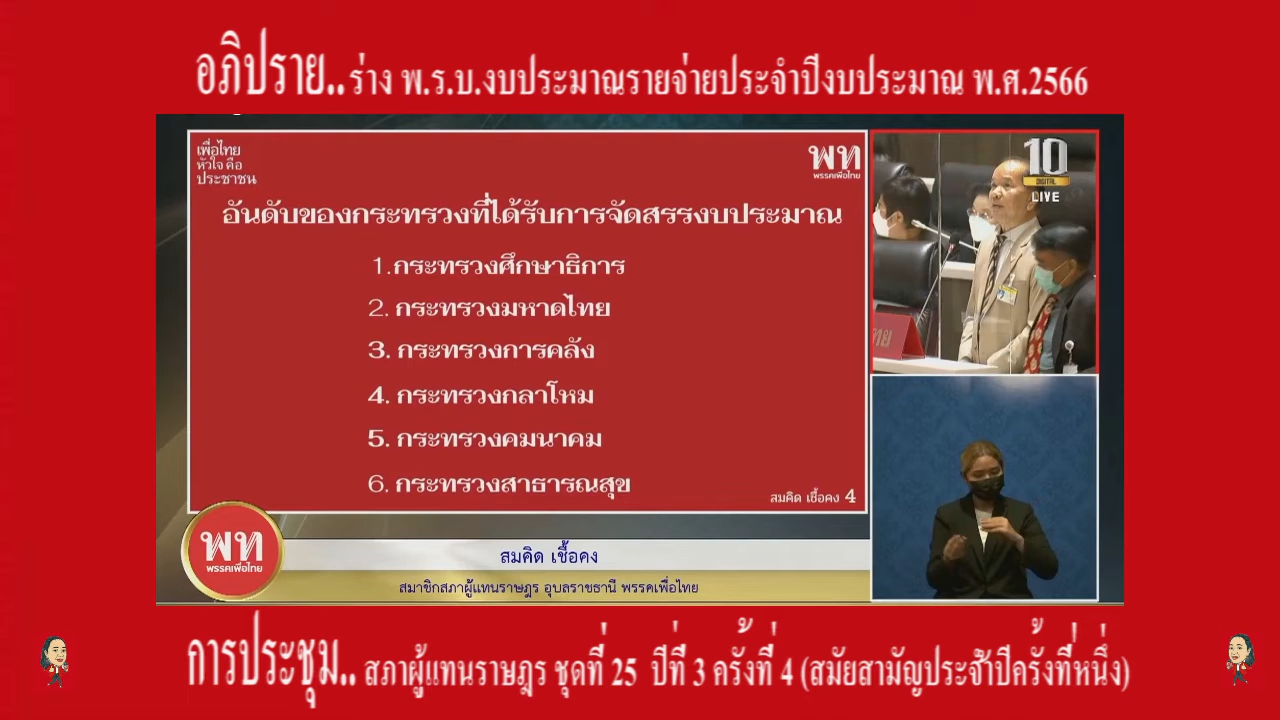 อภิปราย.. ร่าง พ.ร.บ.งบประมาณรายจ่ายประจำปีงบประมาณ พ.ศ.2566
เพื่อไทย
หัวใจ คือ
ประชาชน
พท
พรรคเพื่อไทย
อันดับของกระทรวงที่ได้รับการจัดสรรงบประมาณ
1.กระทรวงศึกษาธิการ
2. กระทรวงมหาดไทย
3. กระทรวงการคลัง
4. กระทรวงกลาโหม
5. กระทรวงคมนาคม
6. กระทรวงสาธารณสุข
สมคิด เชื้อคง 4
10
DIGITAL
LIVE
ทย
พท
พรรคเพื่อไทย
สมคิด เชื้อคง
สมาชิกสภาผู้แทนราษฎร อุบลราชธานี พรรคเพื่อไทย
การประชุม.. สภาผู้แทนราษฎร ชุดที่ 25 ปีที่ 3 ครั้งที่ 4 (สมัยสามัญประจำปีครั้งที่หนึ่ง)